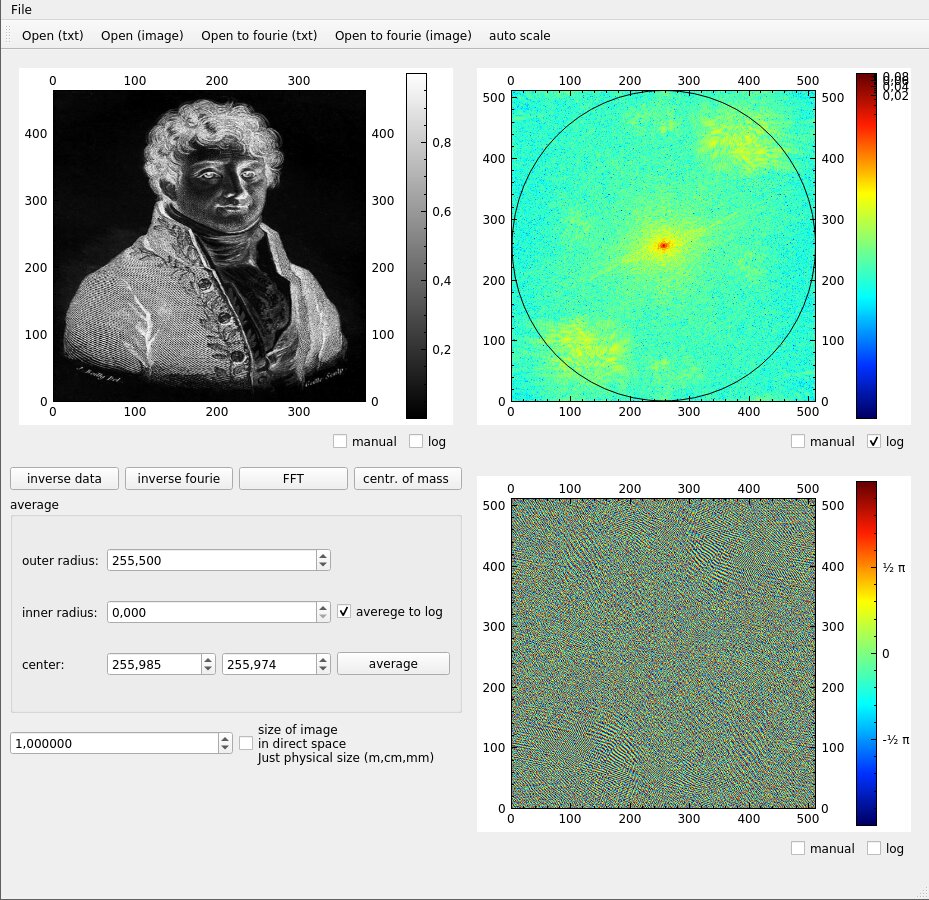 File
Open (txt) Open (image) Open to fourie (txt) Open to fourie (image) auto scale
0 100 200 300
400 400
300 300
200 200
100 100
0 0
0 100 200 300
0,8
0,6
0,4
0,2
manual log
0 100 200 300 400 500
500 500
400 400
300 300
200 200
100 100
0 0
0 100 200 300 400 500
0,08
0,06
0,04
0,02
manual log
inverse data inverse fourie FFT centr. of mass
average
outer radius: 255,500
inner radius: 0,000 averege to log
center: 255,985 255,974 average
1,000000
size of image
in direct space
Just physical size (m,cm,mm)
0 100 200 300 400 500
500 500
400 400
300 300
200 200
100 100
0 0
0 100 200 300 400 500
½ π
0
-½ π
manual log